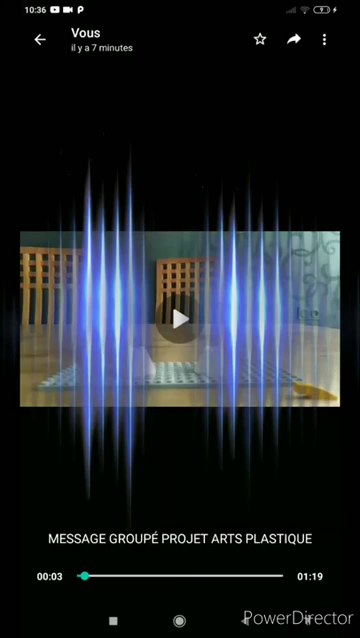 10:36
Vous
il y a 7 minutes
MESSAGE GROUPÉ PROJET ARTS PLASTIQUE
00:03
01:19
PowerDirector